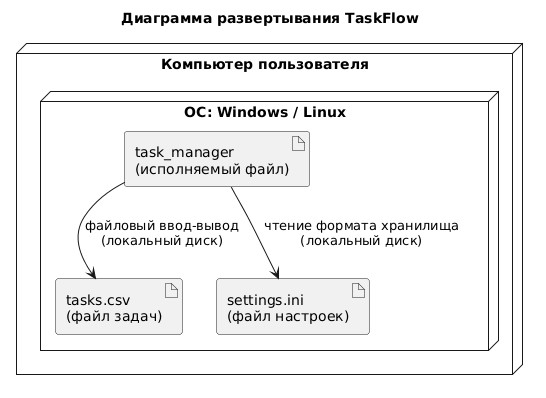 Диаграмма развертывания TaskFlow
Компьютер пользователя
ОС: Windows / Linux
task_manager
(исполняемый файл)
файловый ввод-вывод
(локальный диск)
чтение формата хранилища
(локальный диск)
tasks.csv
(файл задач)
settings.ini
(файл настроек)